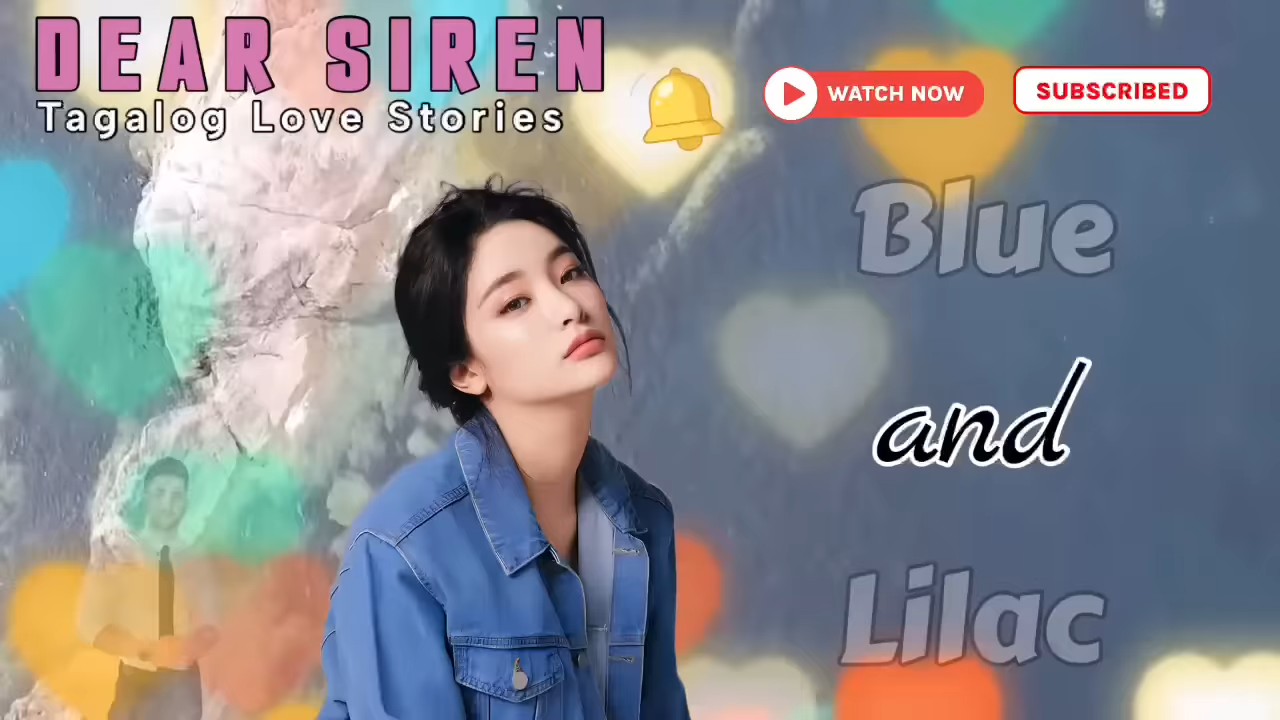 DEAR SIREN
Tagalog Love Stories
WATCH NOW
SUBSCRIBED
Blue
and
Lilac